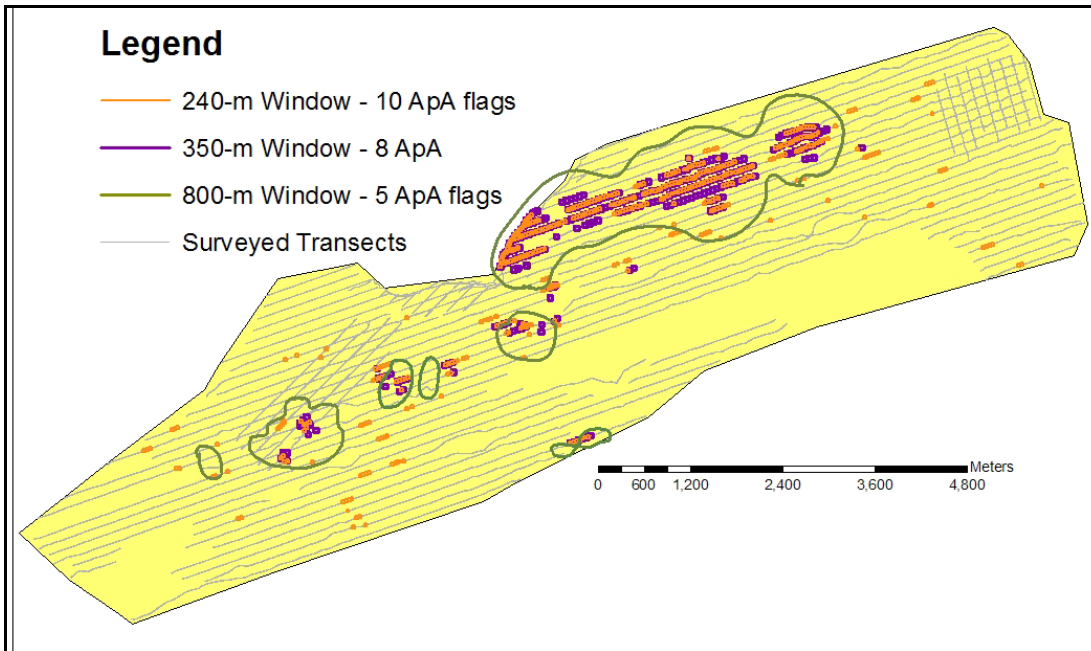 Legend
240-m Window - 10 ApA flags
350-m Window - 8 ApA
800-m Window - 5 ApA flags
Surveyed Transects
Meters
0 600 1,200 2,400 3,600 4,800